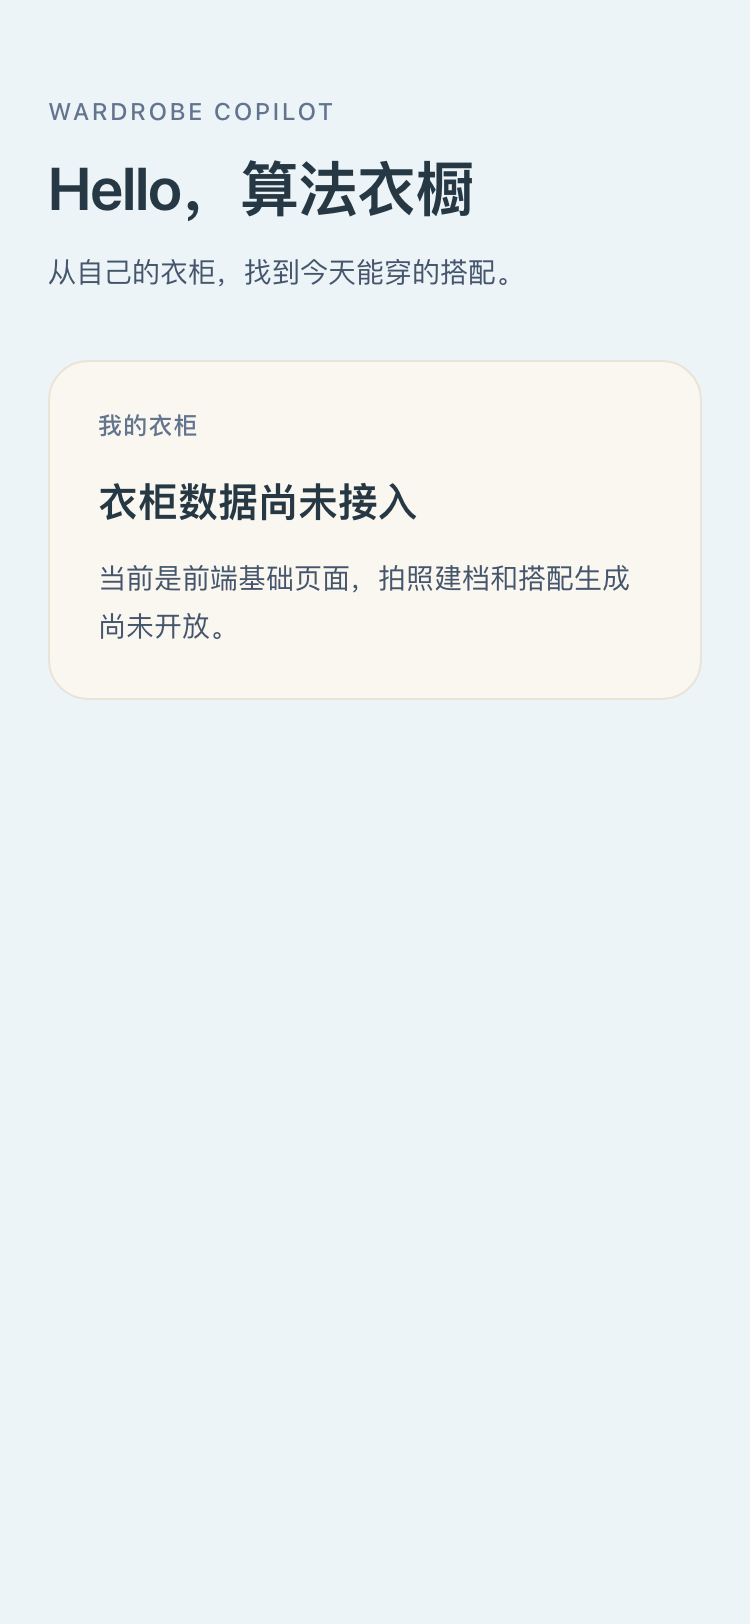 WARDROBE COPILOT
Hello，算法衣橱
从自己的衣柜，找到今天能穿的搭配。
我的衣柜
衣柜数据尚未接入
当前是前端基础页面，拍照建档和搭配生成
尚未开放。